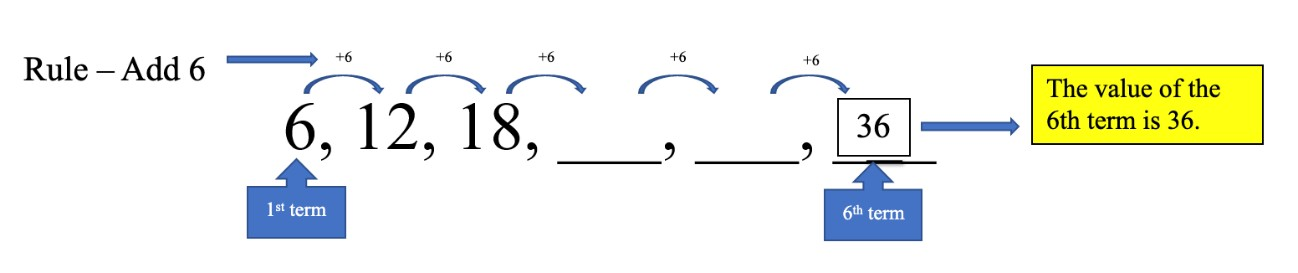 +6 +6 +6 +6 +6
Rule – Add 6
6, 12, 18, ____, ____, 36
The value of the
6th term is 36.
1st term
6th term